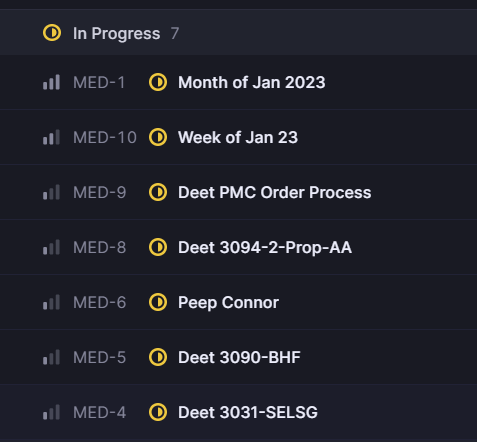 In Progress 7
MED-1 Month of Jan 2023
MED-10 Week of Jan 23
MED-9 Deet PMC Order Process
MED-8 Deet 3094-2-Prop-AA
MED-6 Peep Connor
MED-5 Deet 3090-BHF
MED-4 Deet 3031-SELSG